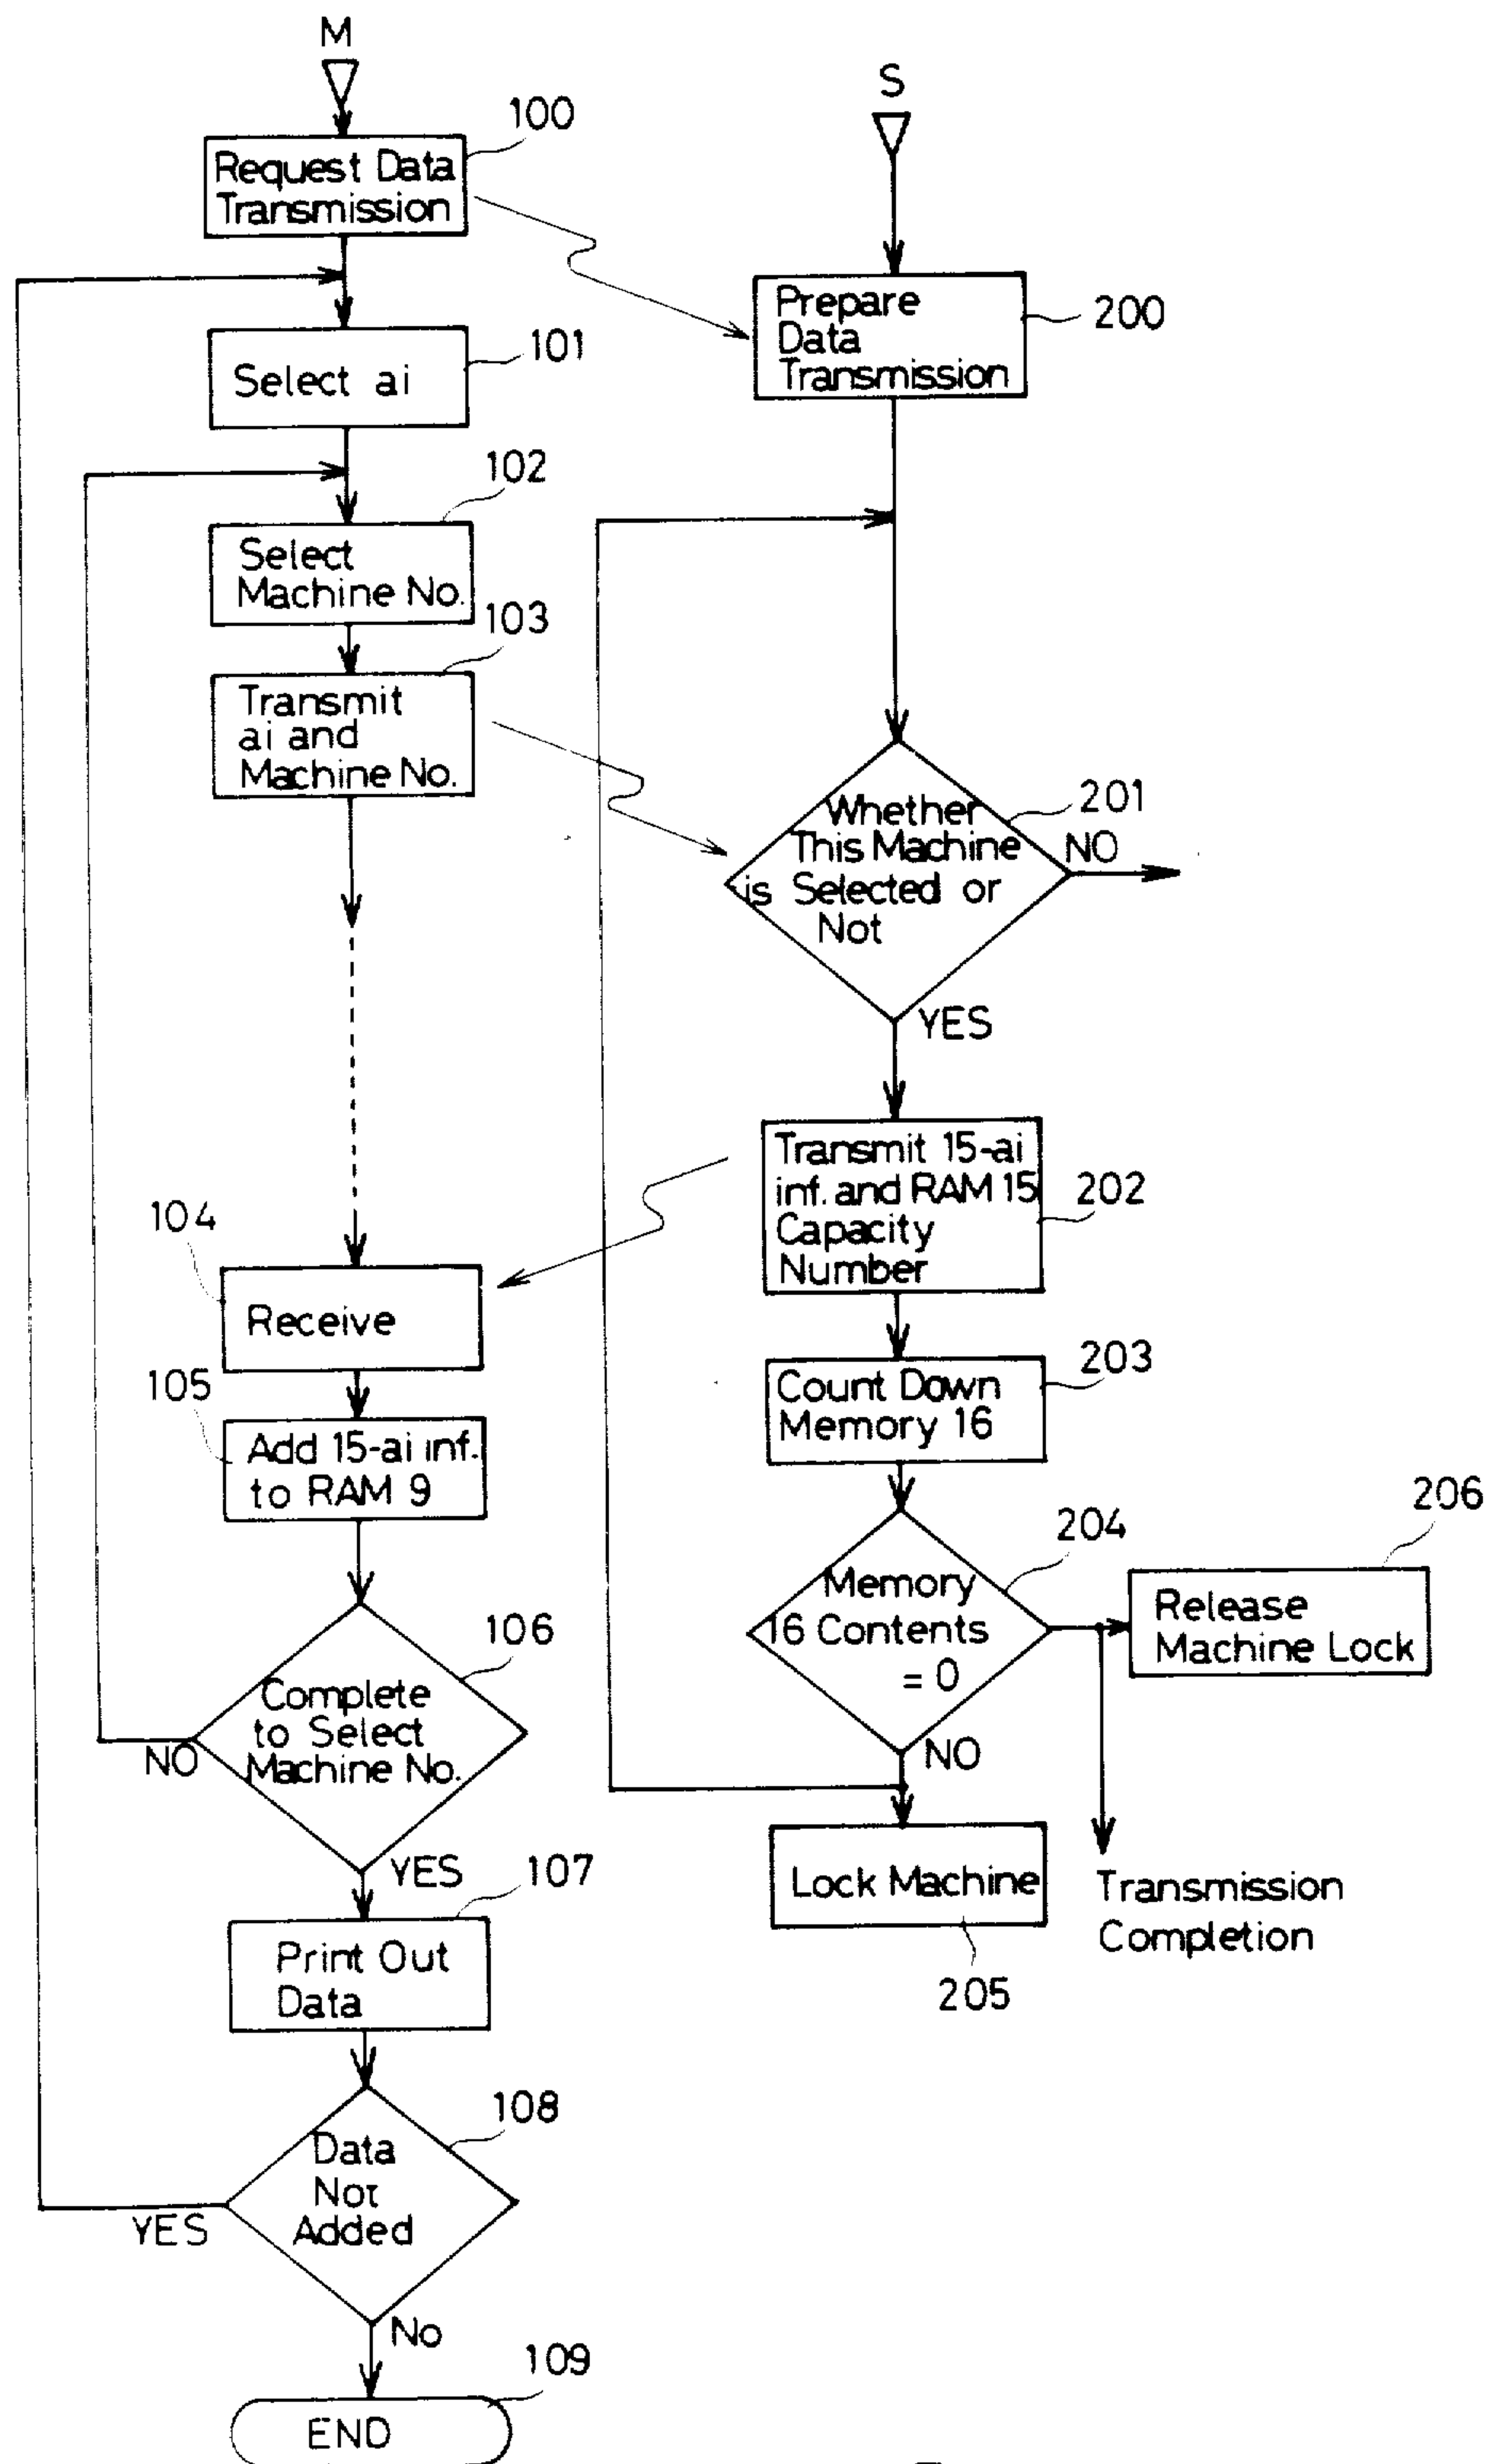 M
100
Request Data
Transmission
101
Select ai
102
Select
Machine No.
103
Transmit
ai and
Machine No.
104
Receive
105
Add 15-ai inf.
to RAM 9
106
Complete
to Select
Machine No.
NO
YES
107
Print Out
Data
108
Data
Not
Added
YES
No
109
END
S
200
Prepare
Data
Transmission
201
Whether
This Machine
is Selected or
Not
NO
YES
202
Transmit 15-ai
inf. and RAM 15
Capacity
Number
203
Count Down
Memory 16
204
Memory
16 Contents
= 0
NO
206
Release
Machine Lock
Lock Machine
205
Transmission
Completion